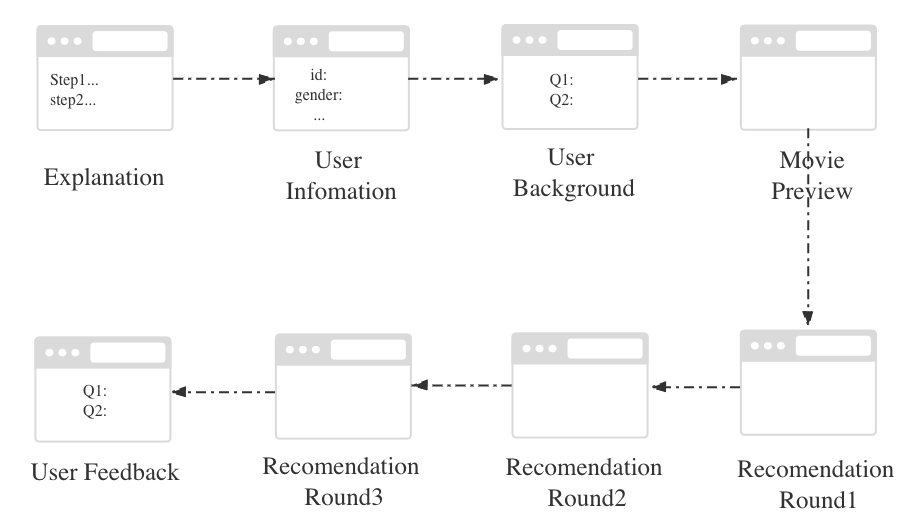 Step1...
step2...
Explanation
id:
gender:
...
User
Infomation
Q1:
Q2:
User
Background
Movie
Preview
Q1:
Q2:
User Feedback
Recomendation
Round3
Recomendation
Round2
Recomendation
Round1